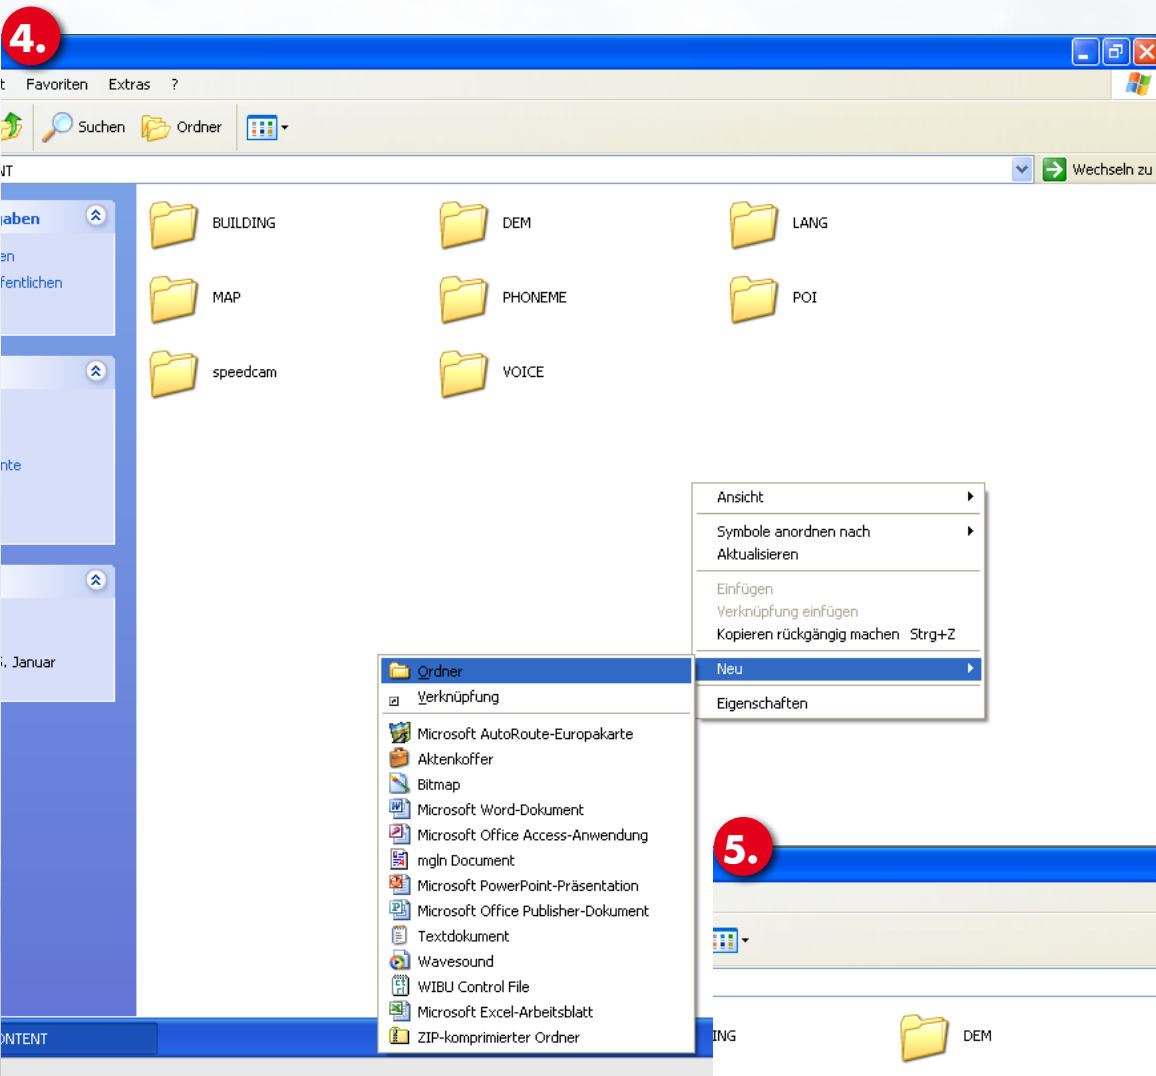 4.
t Favoriten Extras ?
Suchen Ordner
NT
Wechseln zu
aben
en
fentlichen
nte
. Januar
BUILDING DEM LANG
MAP PHONEME POI
speedcam VOICE
Ansicht
Symbole anordnen nach
Aktualisieren
Einfügen
Verknüpfung einfügen
Kopieren rückgängig machen Strg+Z
Neu
Eigenschaften
Ordner
Verknüpfung
Microsoft AutoRoute-Europakarte
Aktenkoffer
Bitmap
Microsoft Word-Dokument
Microsoft Office Access-Anwendung
mgln Document
Microsoft PowerPoint-Präsentation
Microsoft Office Publisher-Dokument
Textdokument
Wavesound
WIBU Control File
Microsoft Excel-Arbeitsblatt
ZIP-komprimierter Ordner
ONTENT
5.
ING DEM